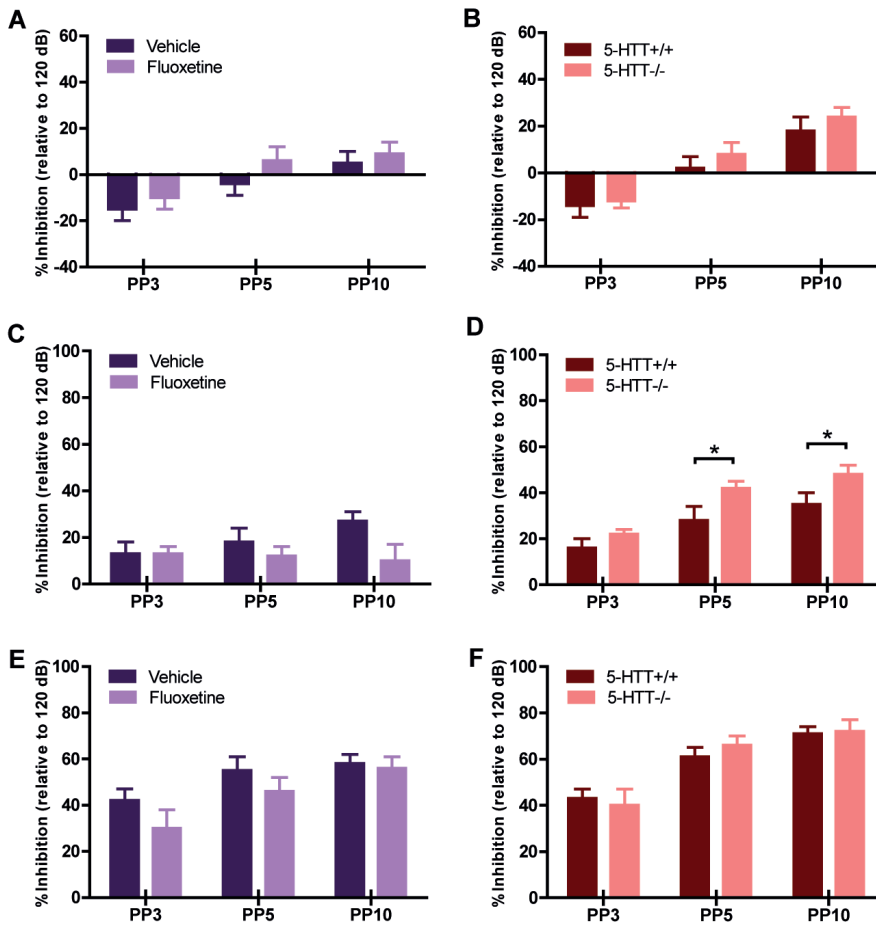 A
% Inhibition (relative to 120 dB)
60
40
20
0
-20
-40
Vehicle
Fluoxetine
PP3 PP5 PP10
B
% Inhibition (relative to 120 dB)
60
40
20
0
-20
-40
5-HTT+/+
5-HTT-/-
PP3 PP5 PP10
C
% Inhibition (relative to 120 dB)
100
80
60
40
20
0
Vehicle
Fluoxetine
PP3 PP5 PP10
D
% Inhibition (relative to 120 dB)
100
80
60
40
20
0
5-HTT+/+
5-HTT-/-
*
*
PP3 PP5 PP10
E
% Inhibition (relative to 120 dB)
100
80
60
40
20
0
Vehicle
Fluoxetine
PP3 PP5 PP10
F
% Inhibition (relative to 120 dB)
100
80
60
40
20
0
5-HTT+/+
5-HTT-/-
PP3 PP5 PP10